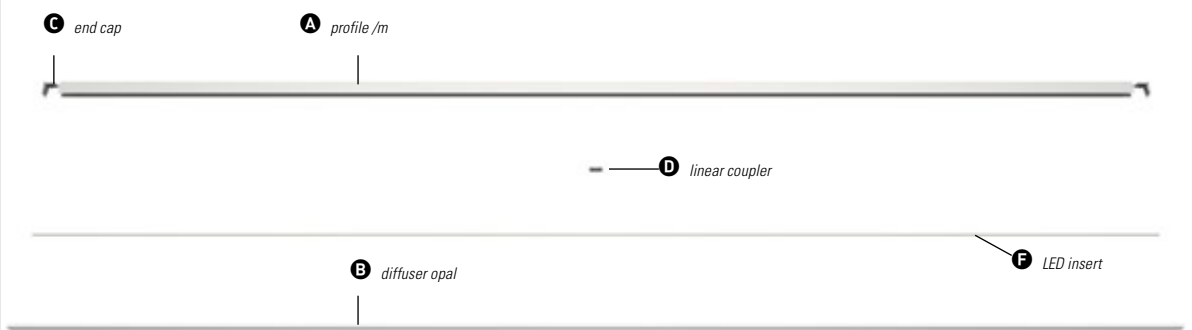 C end cap
A profile /m
D linear coupler
F LED insert
B diffuser opal